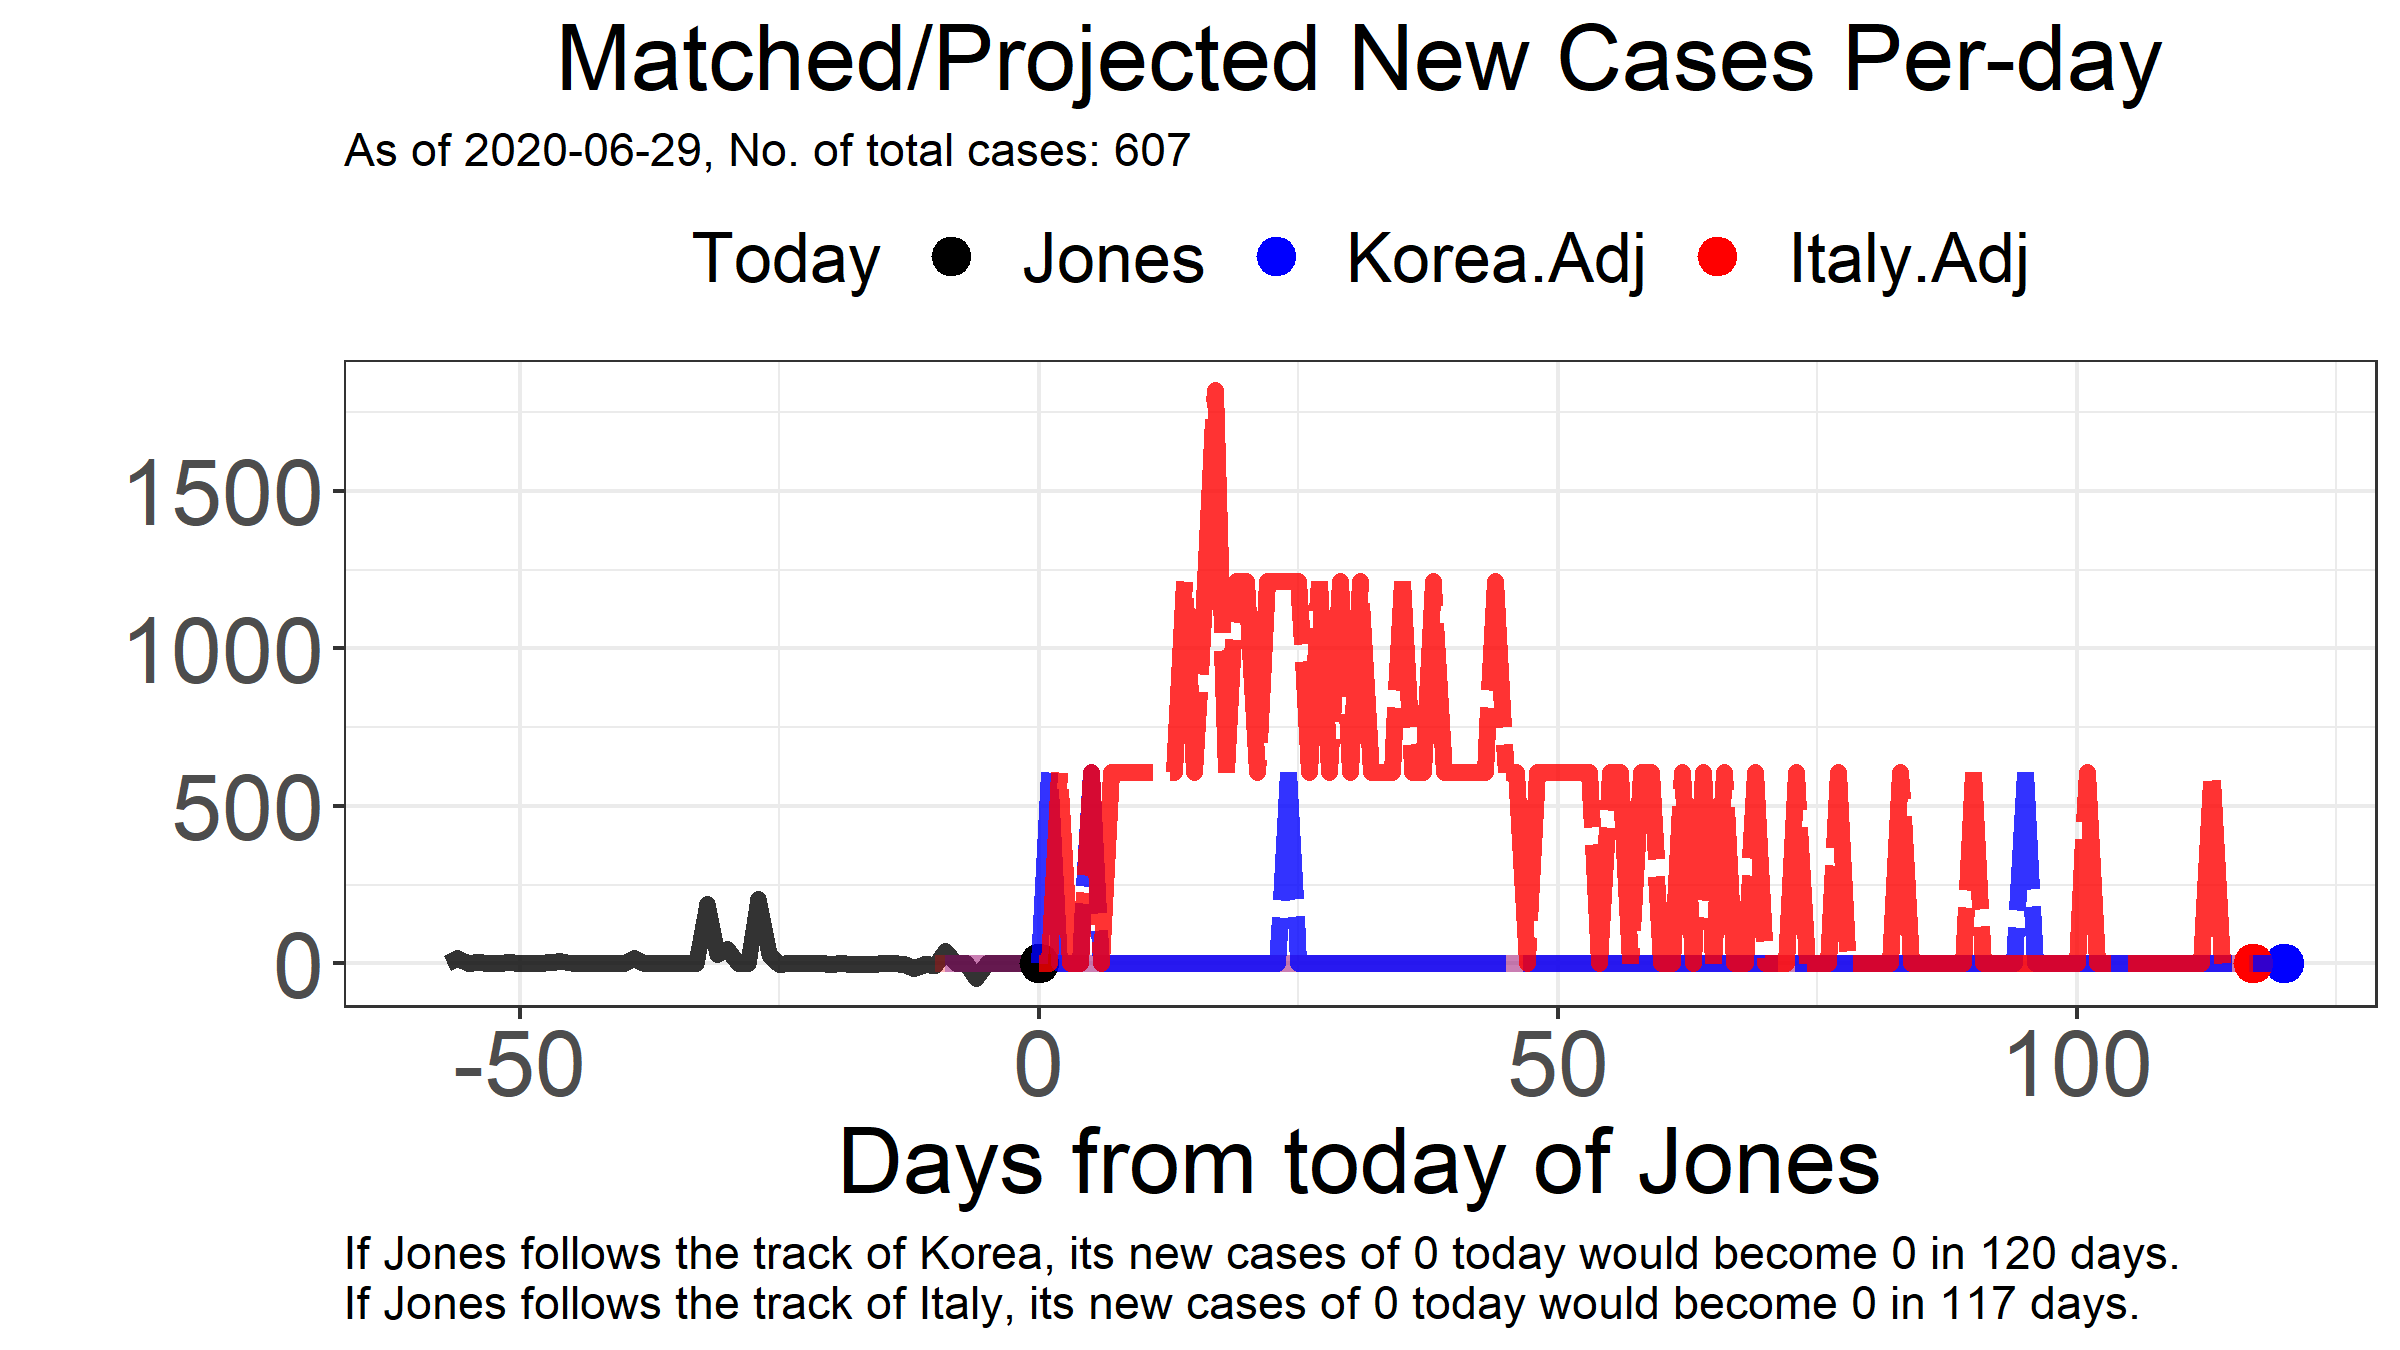 Matched/Projected New Cases Per-day
As of 2020-06-29, No. of total cases: 607
Today Jones Korea.Adj Italy.Adj
1500
1000
500
0
-50 0 50 100
Days from today of Jones
If Jones follows the track of Korea, its new cases of 0 today would become 0 in 120 days.
If Jones follows the track of Italy, its new cases of 0 today would become 0 in 117 days.